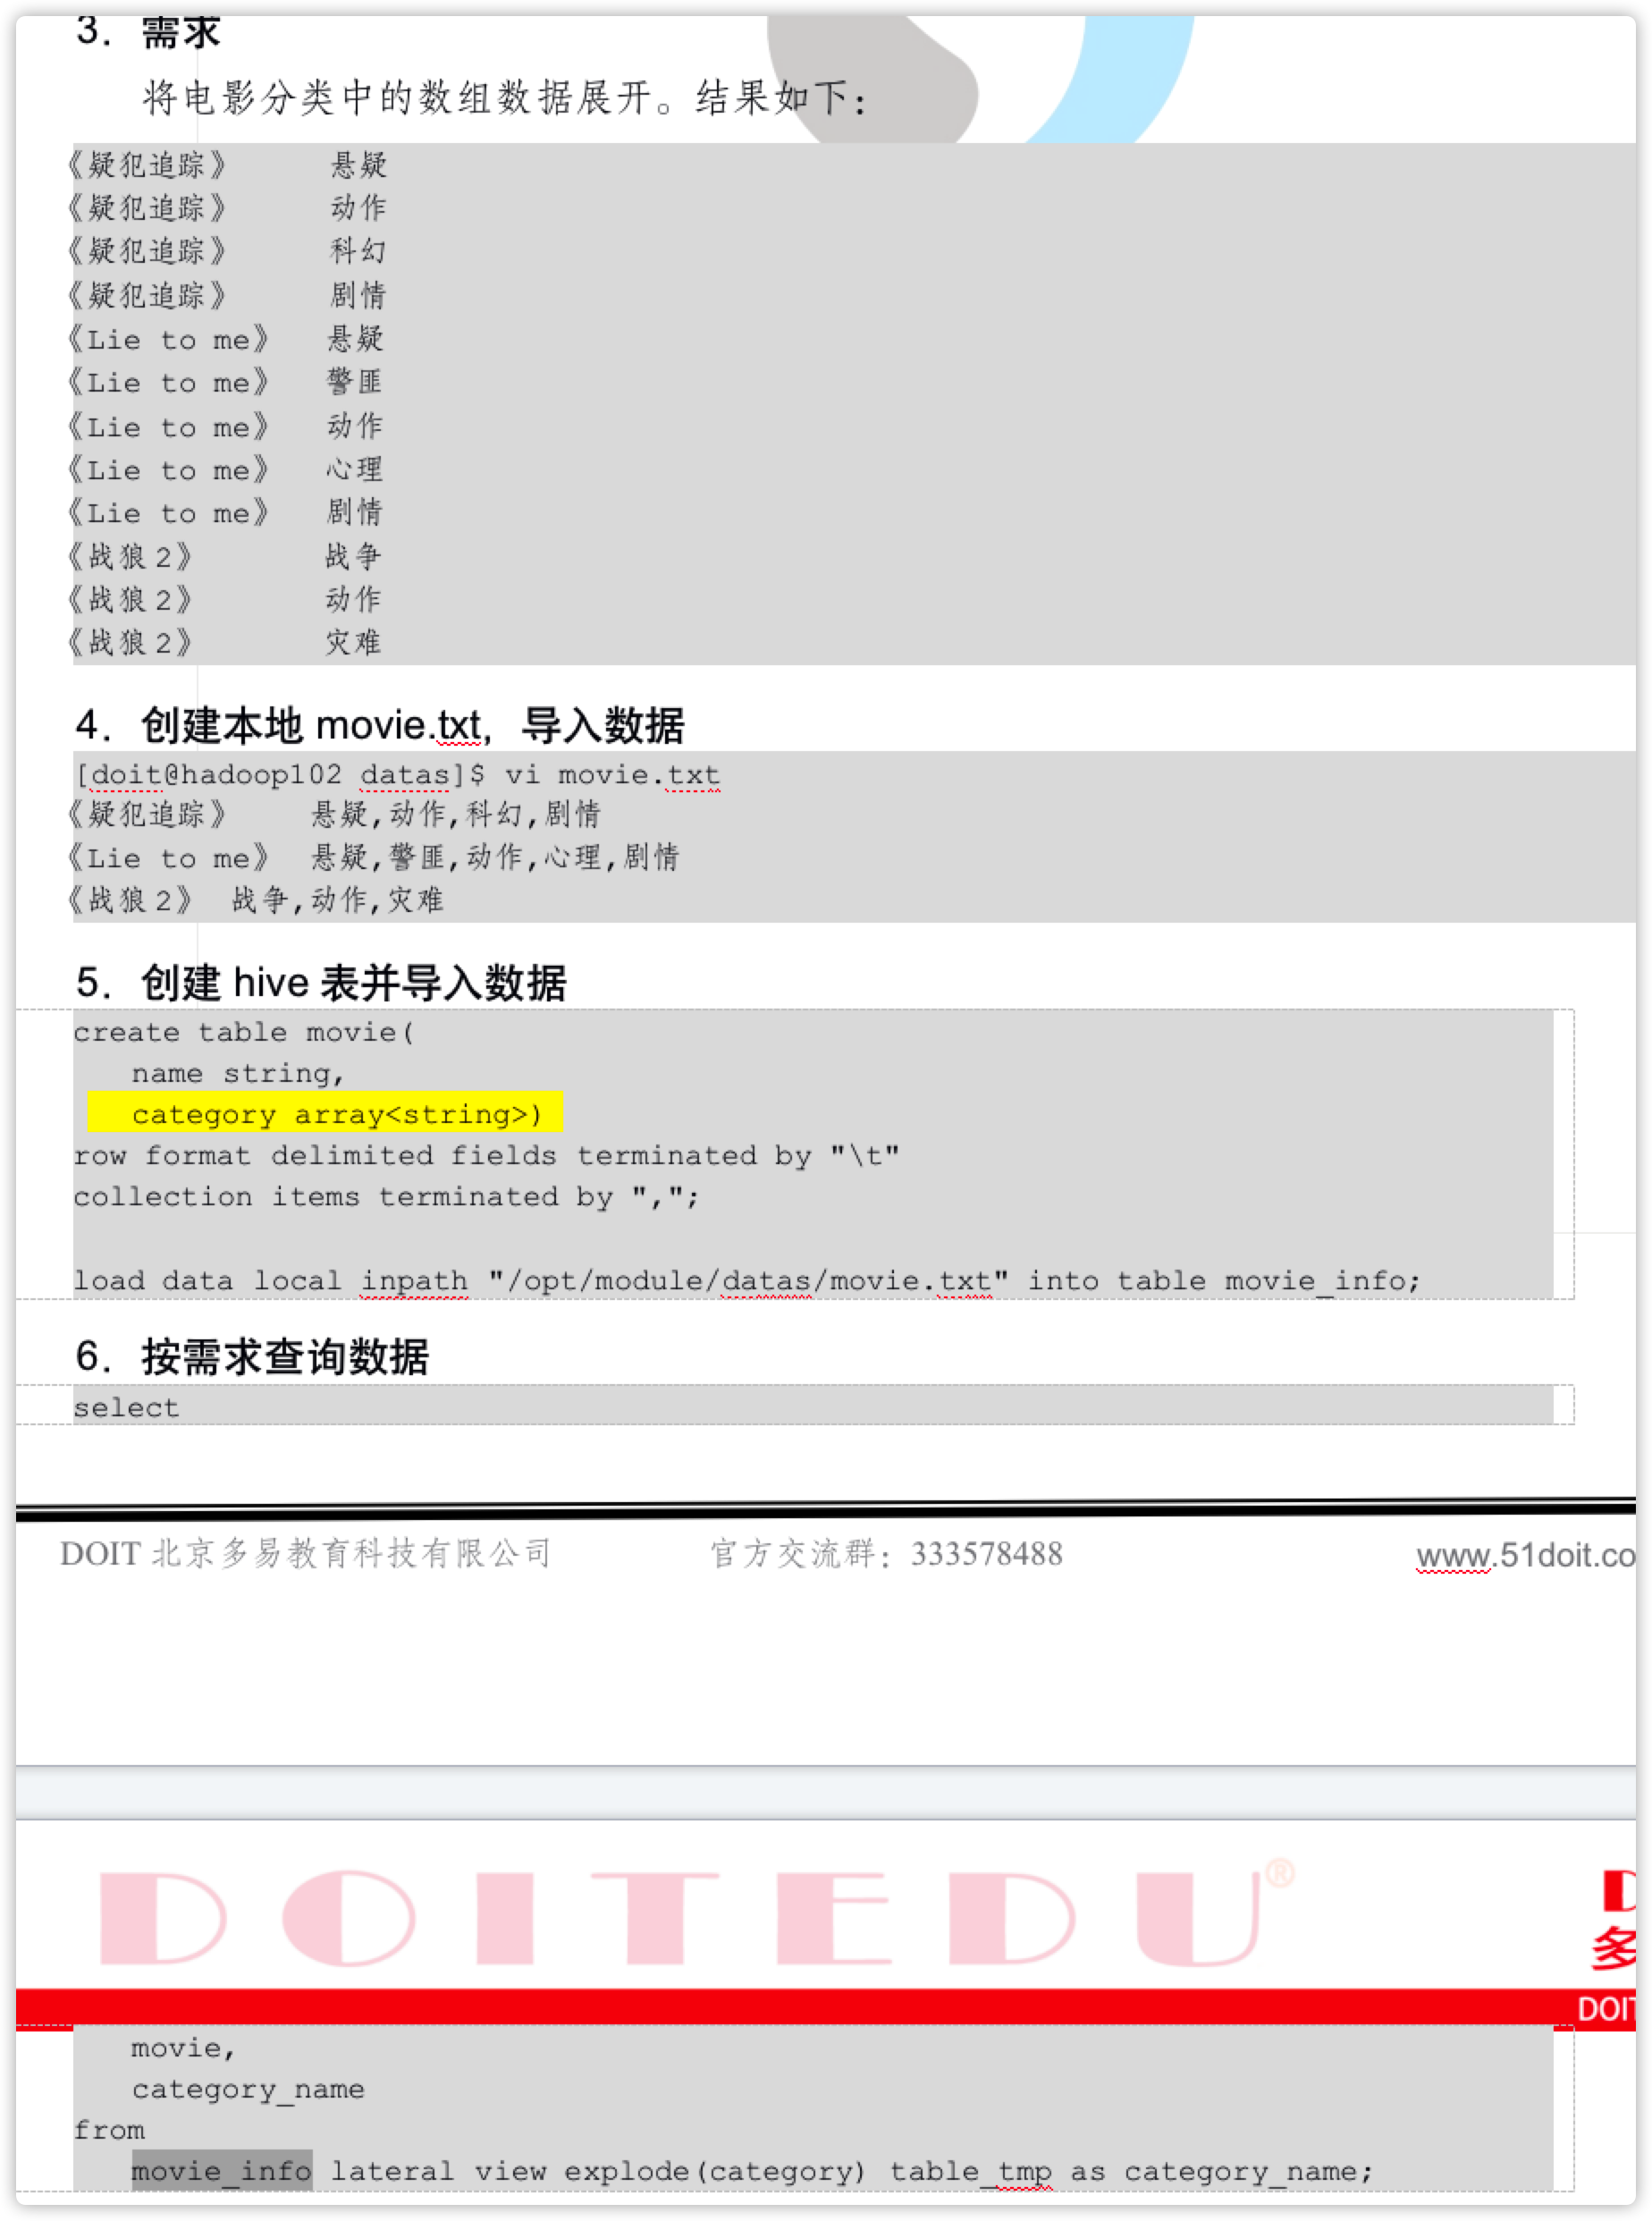 3. 需求
将电影分类中的数组数据展开。结果如下：
《疑犯追踪》 悬疑
《疑犯追踪》 动作
《疑犯追踪》 科幻
《疑犯追踪》 剧情
《Lie to me》 悬疑
《Lie to me》 警匪
《Lie to me》 动作
《Lie to me》 心理
《Lie to me》 剧情
《战狼2》 战争
《战狼2》 动作
《战狼2》 灾难
4. 创建本地 movie.txt，导入数据
[doit@hadoop102 datas]$ vi movie.txt
《疑犯追踪》 悬疑,动作,科幻,剧情
《Lie to me》 悬疑,警匪,动作,心理,剧情
《战狼2》 战争,动作,灾难
5. 创建 hive 表并导入数据
create table movie(
name string,
category array<string>)
row format delimited fields terminated by "\t"
collection items terminated by ",";
load data local inpath "/opt/module/datas/movie.txt" into table movie_info;
6. 按需求查询数据
select
DOIT 北京多易教育科技有限公司 官方交流群：333578488 www.51doit.co
DOITEDU®
多
DOIT
movie,
category_name
from
movie_info lateral view explode(category) table_tmp as category_name;